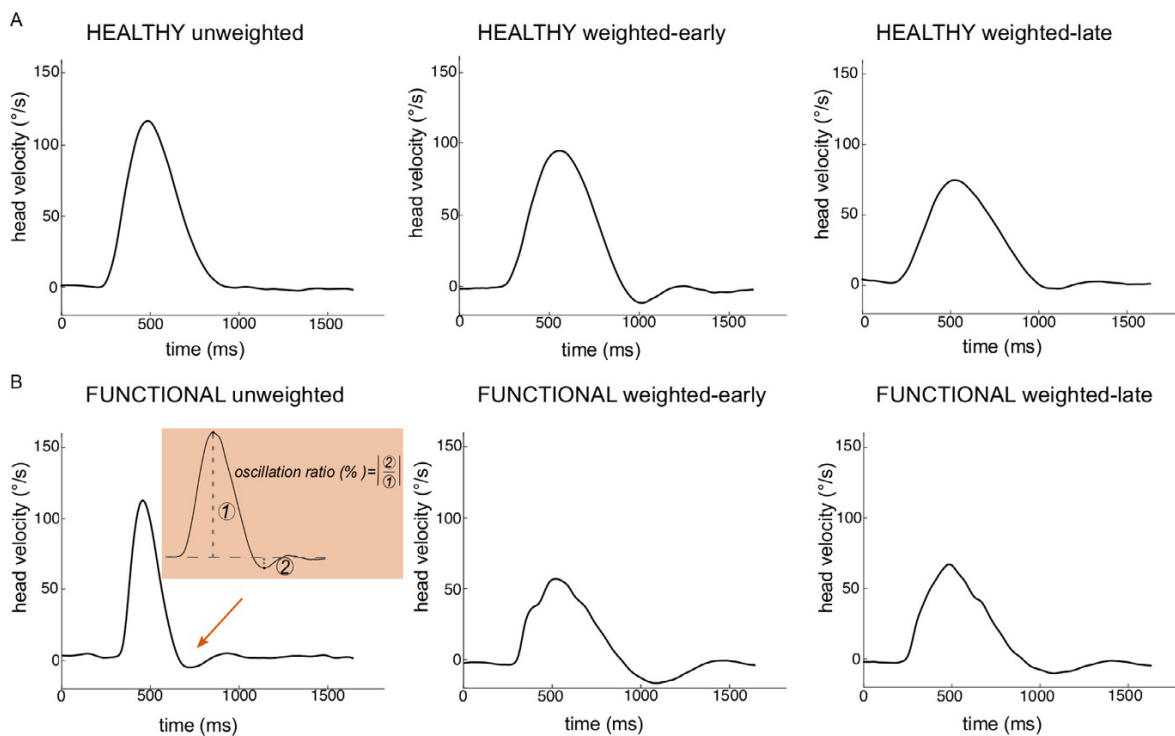 A
HEALTHY unweighted
HEALTHY weighted-early
HEALTHY weighted-late
head velocity (°/s)
150
100
50
0
0 500 1000 1500
time (ms)
head velocity (°/s)
150
100
50
0
0 500 1000 1500
time (ms)
head velocity (°/s)
150
100
50
0
0 500 1000 1500
time (ms)
B
FUNCTIONAL unweighted
FUNCTIONAL weighted-early
FUNCTIONAL weighted-late
head velocity (°/s)
150
100
50
0
0 500 1000 1500
time (ms)
oscillation ratio (% )=|②/①|
①
②
head velocity (°/s)
150
100
50
0
0 500 1000 1500
time (ms)
head velocity (°/s)
150
100
50
0
0 500 1000 1500
time (ms)